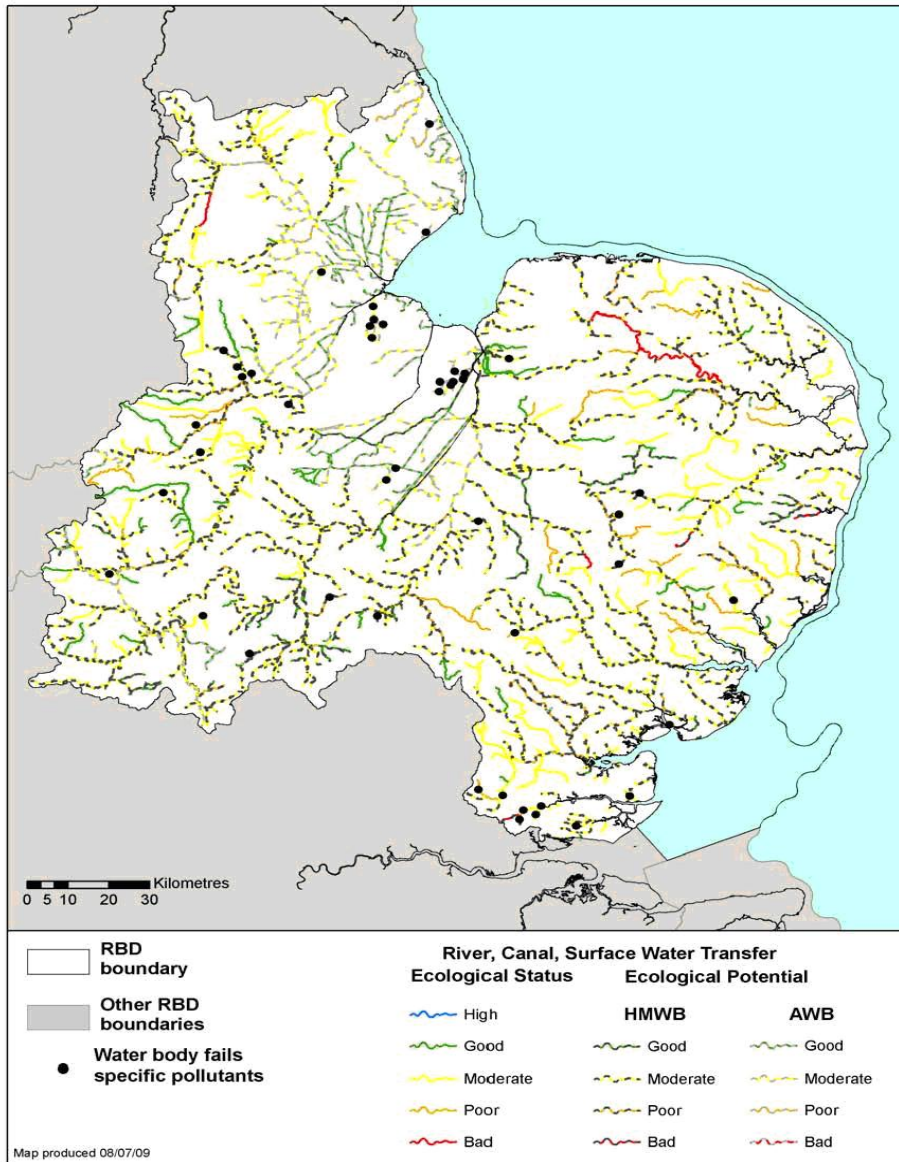 0 5 10 20 30 Kilometres
RBD
boundary
Other RBD
boundaries
Water body fails
specific pollutants
Map produced 08/07/09
River, Canal, Surface Water Transfer
Ecological Status Ecological Potential
High HMWB AWB
Good Good Good
Moderate Moderate Moderate
Poor Poor Poor
Bad Bad Bad